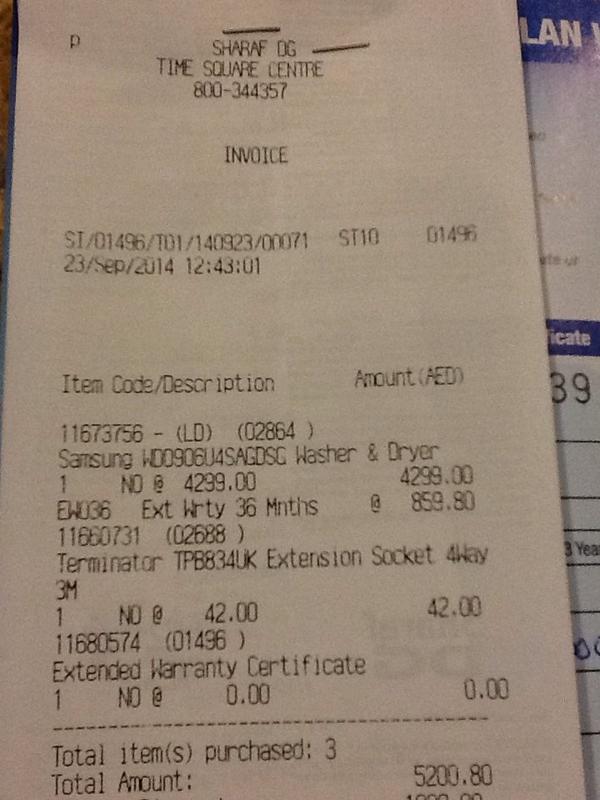 P
SHARAF DG
TIME SQUARE CENTRE
800-344357
INVOICE
SI/01496/T01/140923/00071 ST10 01496
23/Sep/2014 12:43:01
Item Code/Description Amount(AED)
11673756 - (LD) (02864 )
Samsung WD0906U4SAGDSG Washer & Dryer
1 NO @ 4299.00 4299.00
EW036 Ext Wrty 36 Mnths @ 859.80
11660731 (02688 )
Terminator TPB834UK Extension Socket 4Way
3M
1 NO @ 42.00 42.00
11680574 (01496 )
Extended Warranty Certificate
1 NO @ 0.00 0.00
Total item(s) purchased: 3
Total Amount: 5200.80
LAN
icate
39
3 Yea